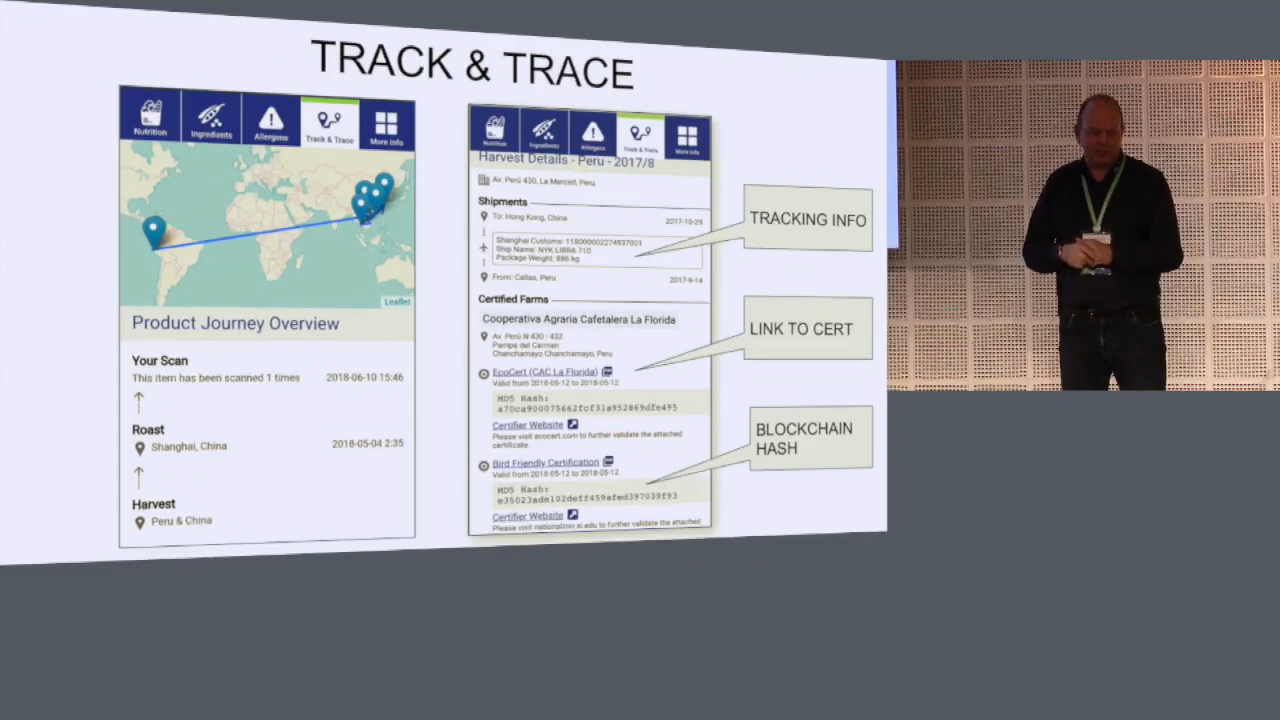 TRACK & TRACE
Nutrition
Ingredients
Allergens
Track & Trace
More Info
Leaflet
Product Journey Overview
Your Scan
This item has been scanned 1 times
2018-06-10 15:46
Roast
Shanghai, China
2018-05-04 2:35
Harvest
Peru & China
Nutrition
Ingredients
Allergens
Track & Trace
More Info
Harvest Details - Peru - 2017/8
Av. Perú 430, La Merced, Peru
Shipments
To: Hong Kong, China
2017-10-29
Shanghai Customs: 118000002274937001
Ship Name: NYK LIBRA 710
Package Weight: 686 kg
From: Callao, Peru
2017-9-14
Certified Farms
Cooperativa Agraria Cafetalera La Florida
Av. Perú N 430 - 432
Pampa del Carmen
Chanchamayo Chanchamayo, Peru
EcoCert (CAC La Florida)
Valid from 2018-05-12 to 2018-05-12
MD5 Hash:
a70ca900075662fcf31a952869dfe495
Certifier Website
Please visit ecocert.com to further validate the attached
certificate.
Bird Friendly Certification
Valid from 2018-05-12 to 2018-05-12
MD5 Hash:
e35023ade102deff459afed397039f93
Certifier Website
Please visit nationalzoo.si.edu to further validate the attached
TRACKING INFO
LINK TO CERT
BLOCKCHAIN
HASH